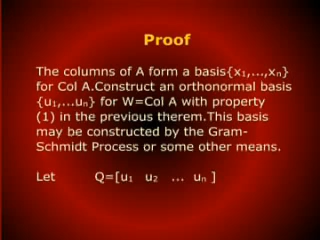 Proof
The columns of A form a basis{x₁,...,xₙ}
for Col A.Construct an orthonormal basis
{u₁,...uₙ} for W=Col A with property
(1) in the previous therem.This basis
may be constructed by the Gram-
Schmidt Process or some other means.
Let Q=[u₁ u₂ ... uₙ ]